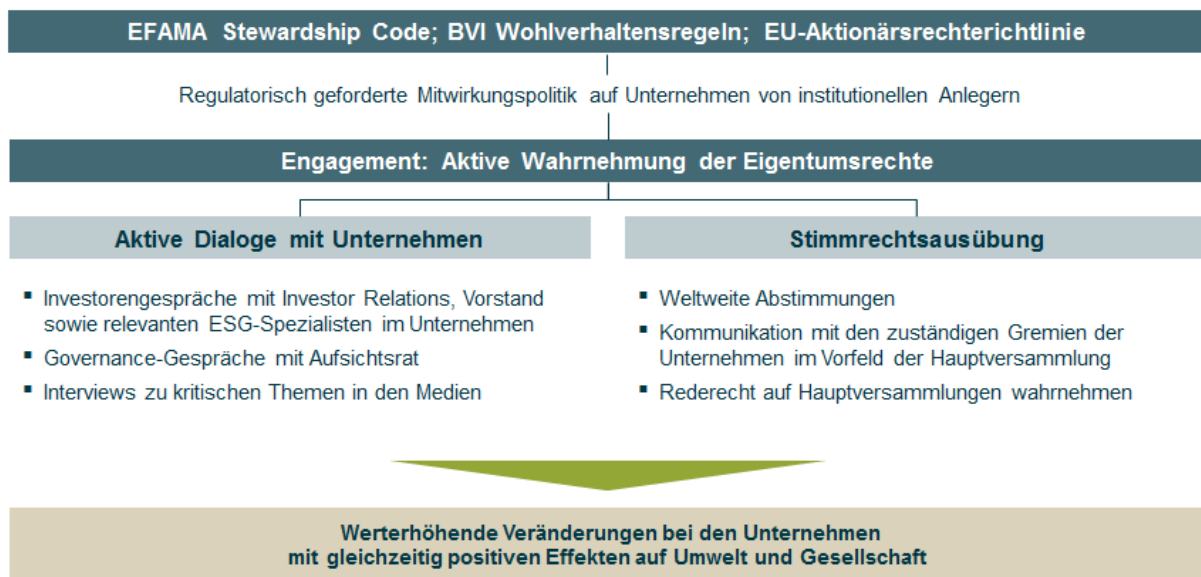 EFAMA Stewardship Code; BVI Wohlverhaltensregeln; EU-Aktionärsrechterichtlinie
Regulatorisch geforderte Mitwirkungspolitik auf Unternehmen von institutionellen Anlegern
Engagement: Aktive Wahrnehmung der Eigentumsrechte
Aktive Dialoge mit Unternehmen
▪ Investorengespräche mit Investor Relations, Vorstand
sowie relevanten ESG-Spezialisten im Unternehmen
▪ Governance-Gespräche mit Aufsichtsrat
▪ Interviews zu kritischen Themen in den Medien
Stimmrechtsausübung
▪ Weltweite Abstimmungen
▪ Kommunikation mit den zuständigen Gremien der
Unternehmen im Vorfeld der Hauptversammlung
▪ Rederecht auf Hauptversammlungen wahrnehmen
Werterhöhende Veränderungen bei den Unternehmen
mit gleichzeitig positiven Effekten auf Umwelt und Gesellschaft